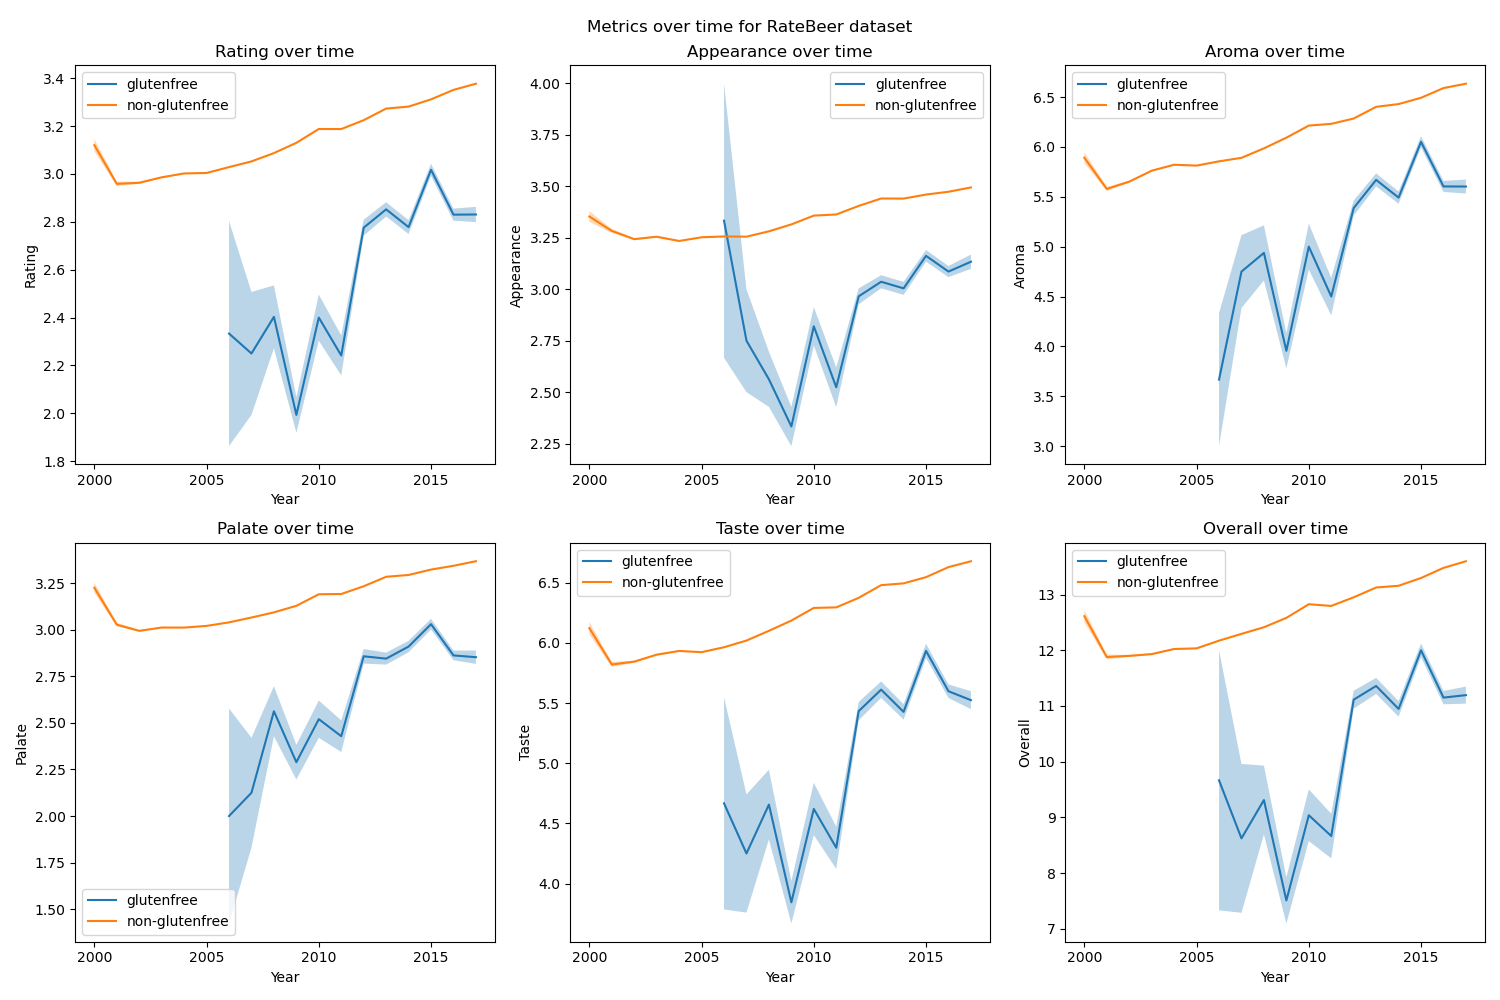 Metrics over time for RateBeer dataset
Rating over time
glutenfree
non-glutenfree
3.4
3.2
3.0
2.8
2.6
2.4
2.2
2.0
1.8
Rating
2000
2005
2010
2015
Year
Appearance over time
glutenfree
non-glutenfree
4.00
3.75
3.50
3.25
3.00
2.75
2.50
2.25
Appearance
2000
2005
2010
2015
Year
Aroma over time
glutenfree
non-glutenfree
6.5
6.0
5.5
5.0
4.5
4.0
3.5
3.0
Aroma
2000
2005
2010
2015
Year
Palate over time
3.25
3.00
2.75
2.50
2.25
2.00
1.75
1.50
Palate
glutenfree
non-glutenfree
2000
2005
2010
2015
Year
Taste over time
glutenfree
non-glutenfree
6.5
6.0
5.5
5.0
4.5
4.0
Taste
2000
2005
2010
2015
Year
Overall over time
glutenfree
non-glutenfree
13
12
11
10
9
8
7
Overall
2000
2005
2010
2015
Year